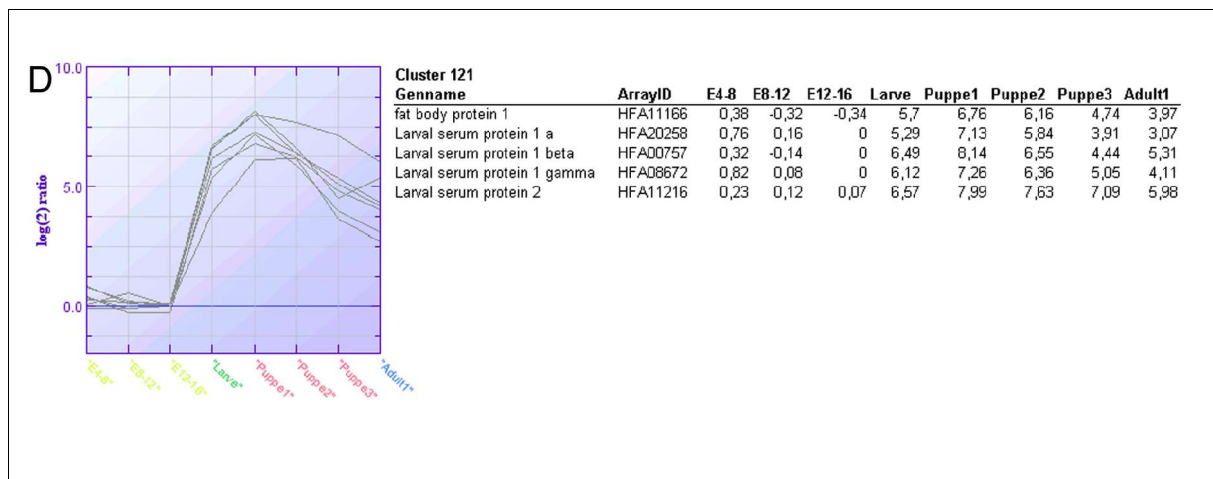 D
10.0
5.0
0.0
log(2) ratio
"E4-8"
"E8-12"
"E12-16"
"Larve"
"Puppe1"
"Puppe2"
"Puppe3"
"Adult1"
Cluster 121
Genname ArrayID E4-8 E8-12 E12-16 Larve Puppe1 Puppe2 Puppe3 Adult1
fat body protein 1 HFA11166 0,38 -0,32 -0,34 5,7 6,76 6,16 4,74 3,97
Larval serum protein 1 a HFA20258 0,76 0,16 0 5,29 7,13 5,84 3,91 3,07
Larval serum protein 1 beta HFA00757 0,32 -0,14 0 6,49 8,14 6,55 4,44 5,31
Larval serum protein 1 gamma HFA08672 0,82 0,08 0 6,12 7,26 6,36 5,05 4,11
Larval serum protein 2 HFA11216 0,23 0,12 0,07 6,57 7,99 7,63 7,09 5,98